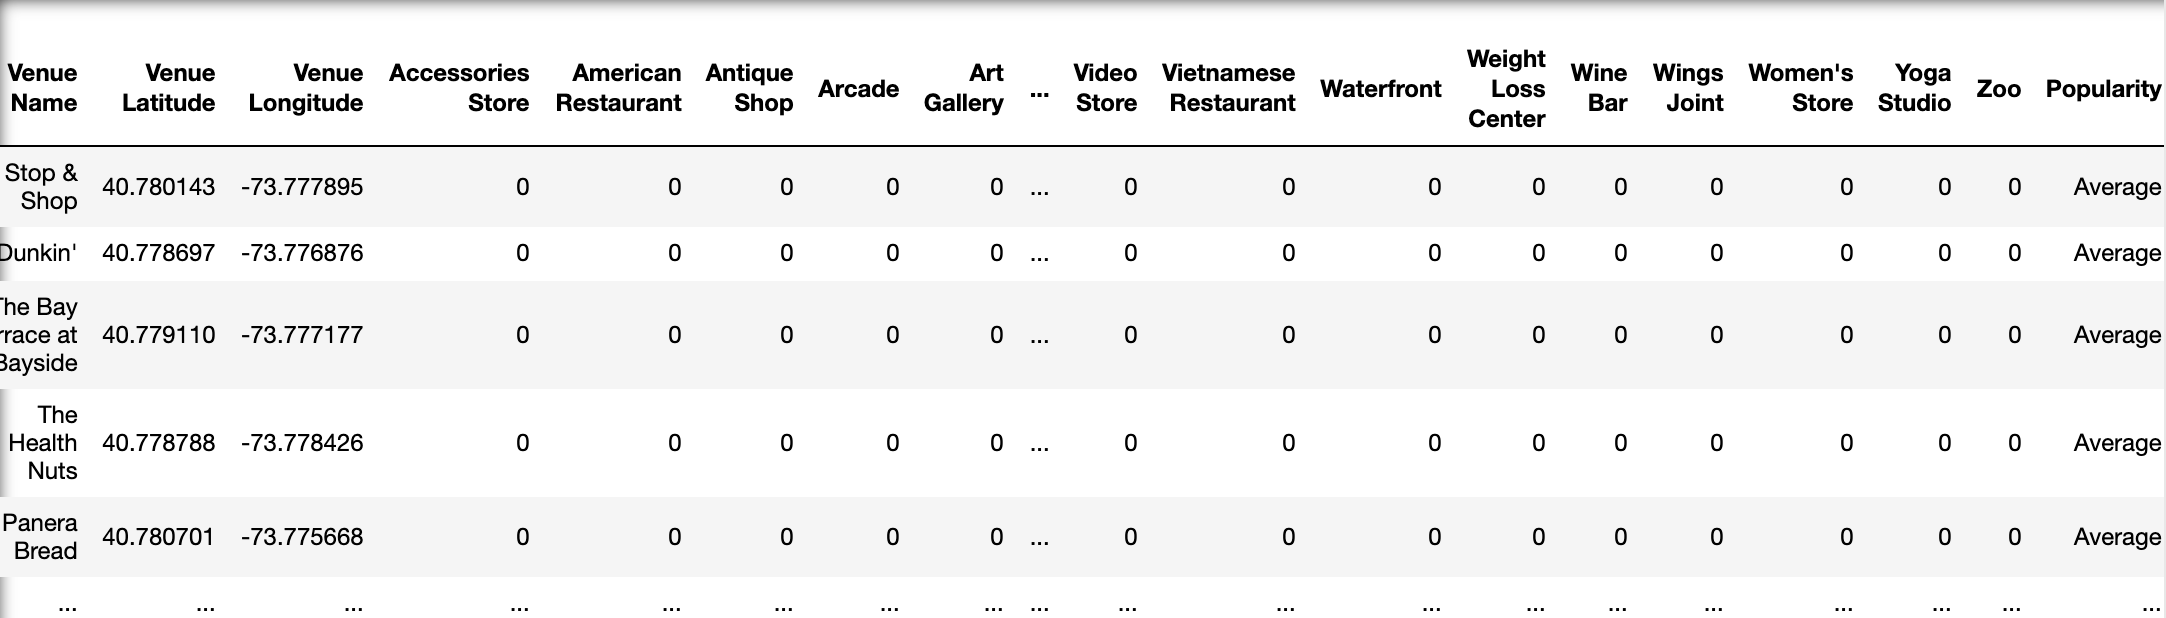 Venue Name Venue Latitude Venue Longitude Accessories Store American Restaurant Antique Shop Arcade Art Gallery ... Video Store Vietnamese Restaurant Waterfront Weight Loss Center Wine Bar Wings Joint Women's Store Yoga Studio Zoo Popularity
Stop & Shop 40.780143 -73.777895 0 0 0 0 0 ... 0 0 0 0 0 0 0 0 0 Average
Dunkin' 40.778697 -73.776876 0 0 0 0 0 ... 0 0 0 0 0 0 0 0 0 Average
The Bay rrace at Bayside 40.779110 -73.777177 0 0 0 0 0 ... 0 0 0 0 0 0 0 0 0 Average
The Health Nuts 40.778788 -73.778426 0 0 0 0 0 ... 0 0 0 0 0 0 0 0 0 Average
Panera Bread 40.780701 -73.775668 0 0 0 0 0 ... 0 0 0 0 0 0 0 0 0 Average
... ... ... ... ... ... ... ... ... ... ... ... ... ... ... ... ... ... ...